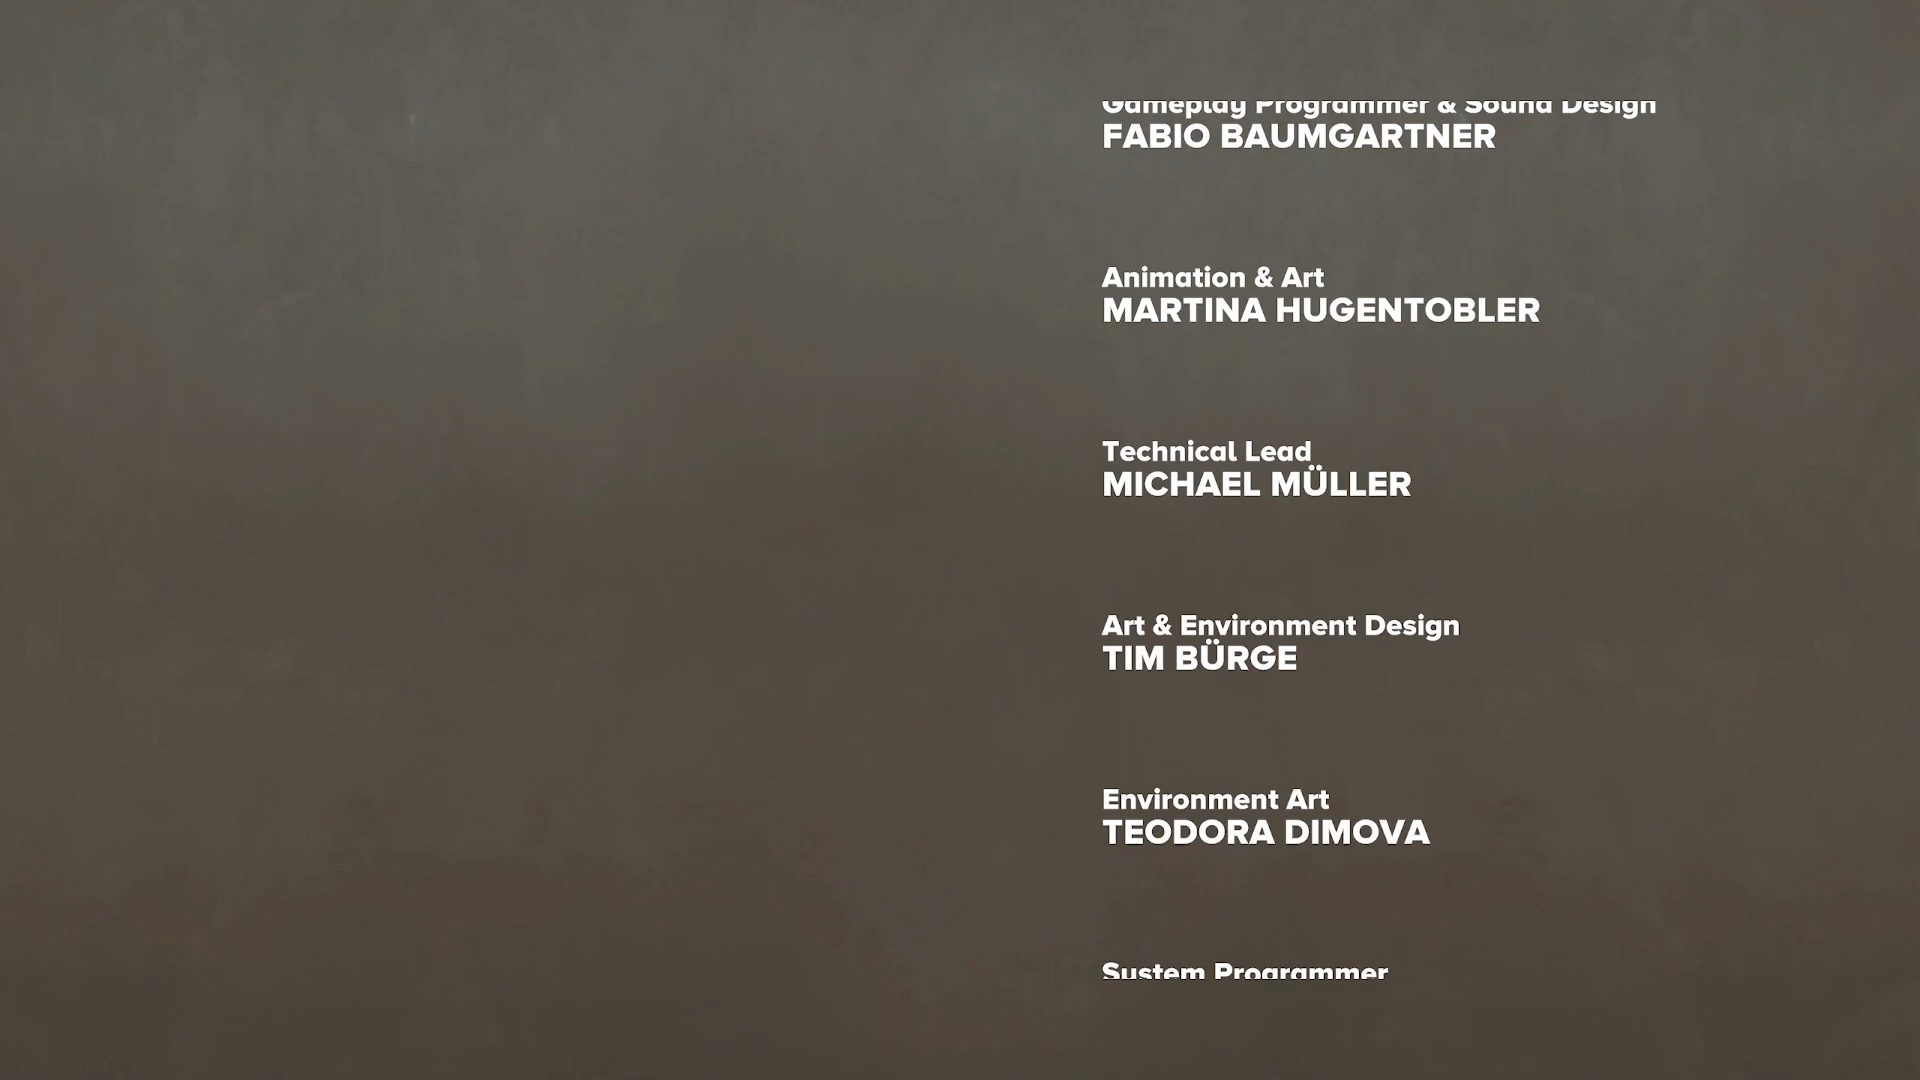 Gameplay Programmer & Sound Design
FABIO BAUMGARTNER
Animation & Art
MARTINA HUGENTOBLER
Technical Lead
MICHAEL MÜLLER
Art & Environment Design
TIM BÜRGE
Environment Art
TEODORA DIMOVA
System Programmer